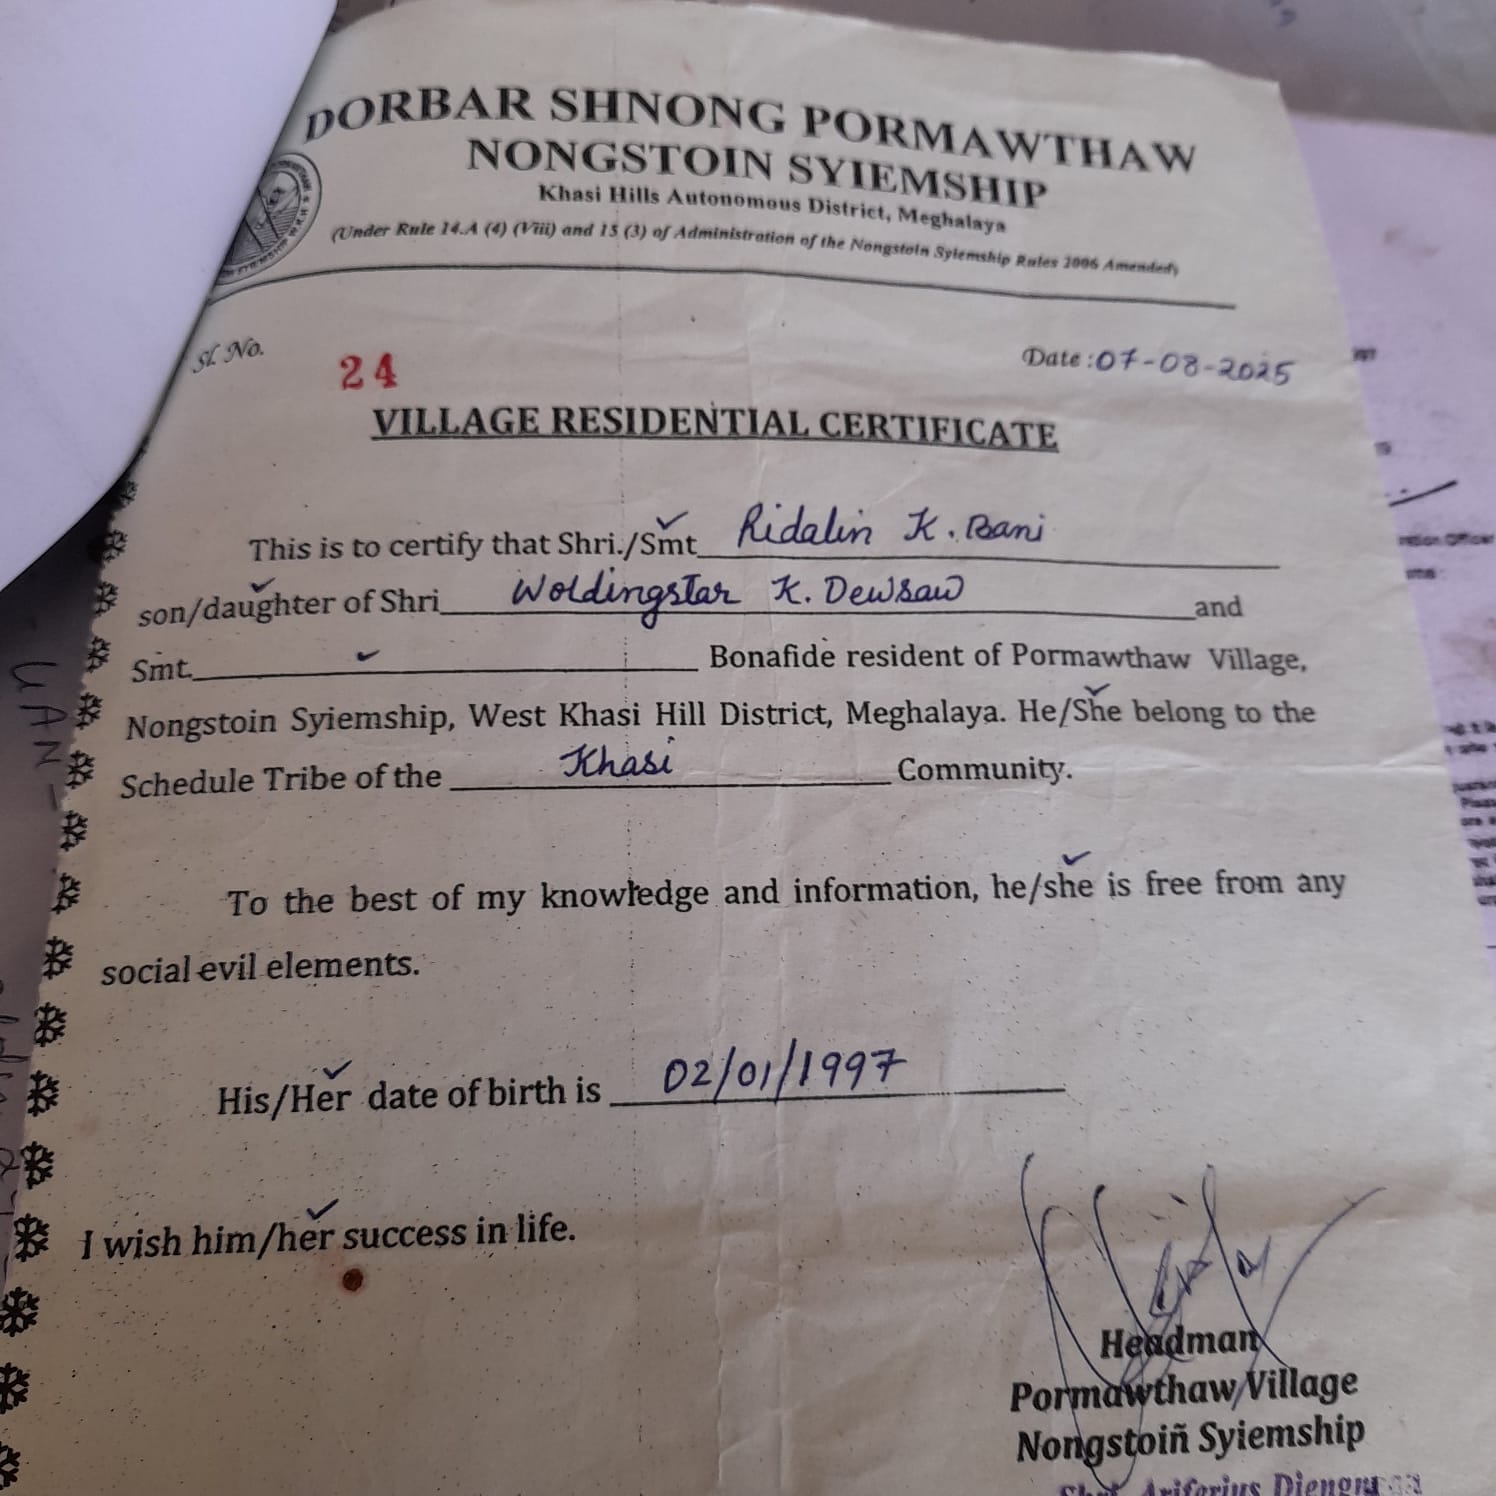 DORBAR SHNONG PORMAWTHAW
NONGSTOIN SYIEMSHIP
Khasi Hills Autonomous District, Meghalaya
(Under Rule 14.A (4) (Viii) and 15 (3) of Administration of the Nongstoin Syiemship Rules 2006 Amended)
Sl. No. 24 Date : 07-08-2025
VILLAGE RESIDENTIAL CERTIFICATE
This is to certify that Shri./Smt Ridalin K. Bani
son/daughter of Shri Woldingstar K. Dewsaw and
Smt. Bonafide resident of Pormawthaw Village,
Nongstoin Syiemship, West Khasi Hill District, Meghalaya. He/She belong to the
Schedule Tribe of the Khasi Community.
To the best of my knowledge and information, he/she is free from any
social evil elements.
His/Her date of birth is 02/01/1997
I wish him/her success in life.
Headman
Pormawthaw Village
Nongstoiñ Syiemship
UAN-